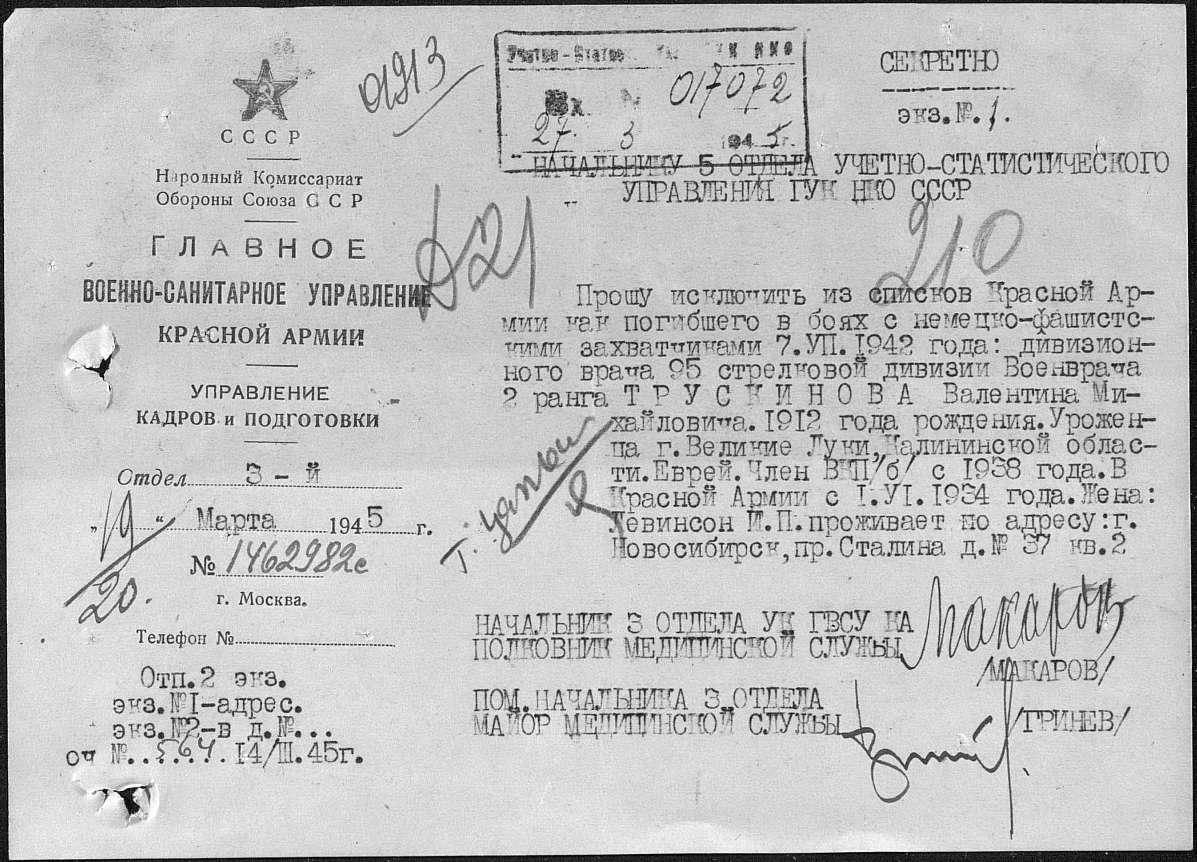 СССР
Народный Комиссариат
Обороны Союза ССР
ГЛАВНОЕ
ВОЕННО-САНИТАРНОЕ УПРАВЛЕНИЕ
КРАСНОЙ АРМИИ
УПРАВЛЕНИЕ
КАДРОВ и ПОДГОТОВКИ
Отдел 3-й
„19“ Марта 1945 г.
20.
№ 1462982с
г. Москва.
Телефон №
Отп.2 экз.
экз.№1-адрес.
экз.№2-в д.№...
оч №..564.14/III.45г.
01913
Вх. № 017072
27. 3 1945г.
СЕКРЕТНО
экз.№.1.
НАЧАЛЬНИКУ 5 ОТДЕЛА УЧЕТНО-СТАТИСТИЧЕСКОГО
УПРАВЛЕНИЯ ГУК НКО СССР
210
Прошу исключить из списков Красной Ар-
мии как погибшего в боях с немецко-фашистс-
кими захватчиками 7.УП.1942 года: дивизион-
ного врача 95 стрелковой дивизии Военврача
2 ранга ТРУСКИНОВА Валентина Ми-
хайловича.1912 года рождения.Урожен-
ца г.Великие Луки,Калининской облас-
ти.Еврей.Член ВКП/б/ с 1938 года.В
Красной Армии с I.УI.1934 года.Жена:
Левинсон И.П.проживает по адресу:г.
Новосибирск,пр.Сталина д.№ 37 кв.2
НАЧАЛЬНИК 3 ОТДЕЛА УК ГВСУ КА
ПОЛКОВНИК МЕДИЦИНСКОЙ СЛУЖБЫ
Макаров
/МАКАРОВ/
ПОМ.НАЧАЛЬНИКА 3 ОТДЕЛА
МАЙОР МЕДИЦИНСКОЙ СЛУЖБЫ
/ГРИНЕВ/